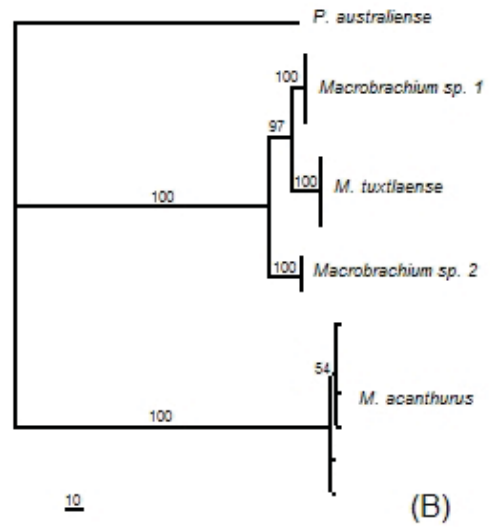 P. australiense
100
Macrobrachium sp. 1
97
100
M. tuxtlaense
100
100
Macrobrachium sp. 2
54
M. acanthurus
100
10
(B)